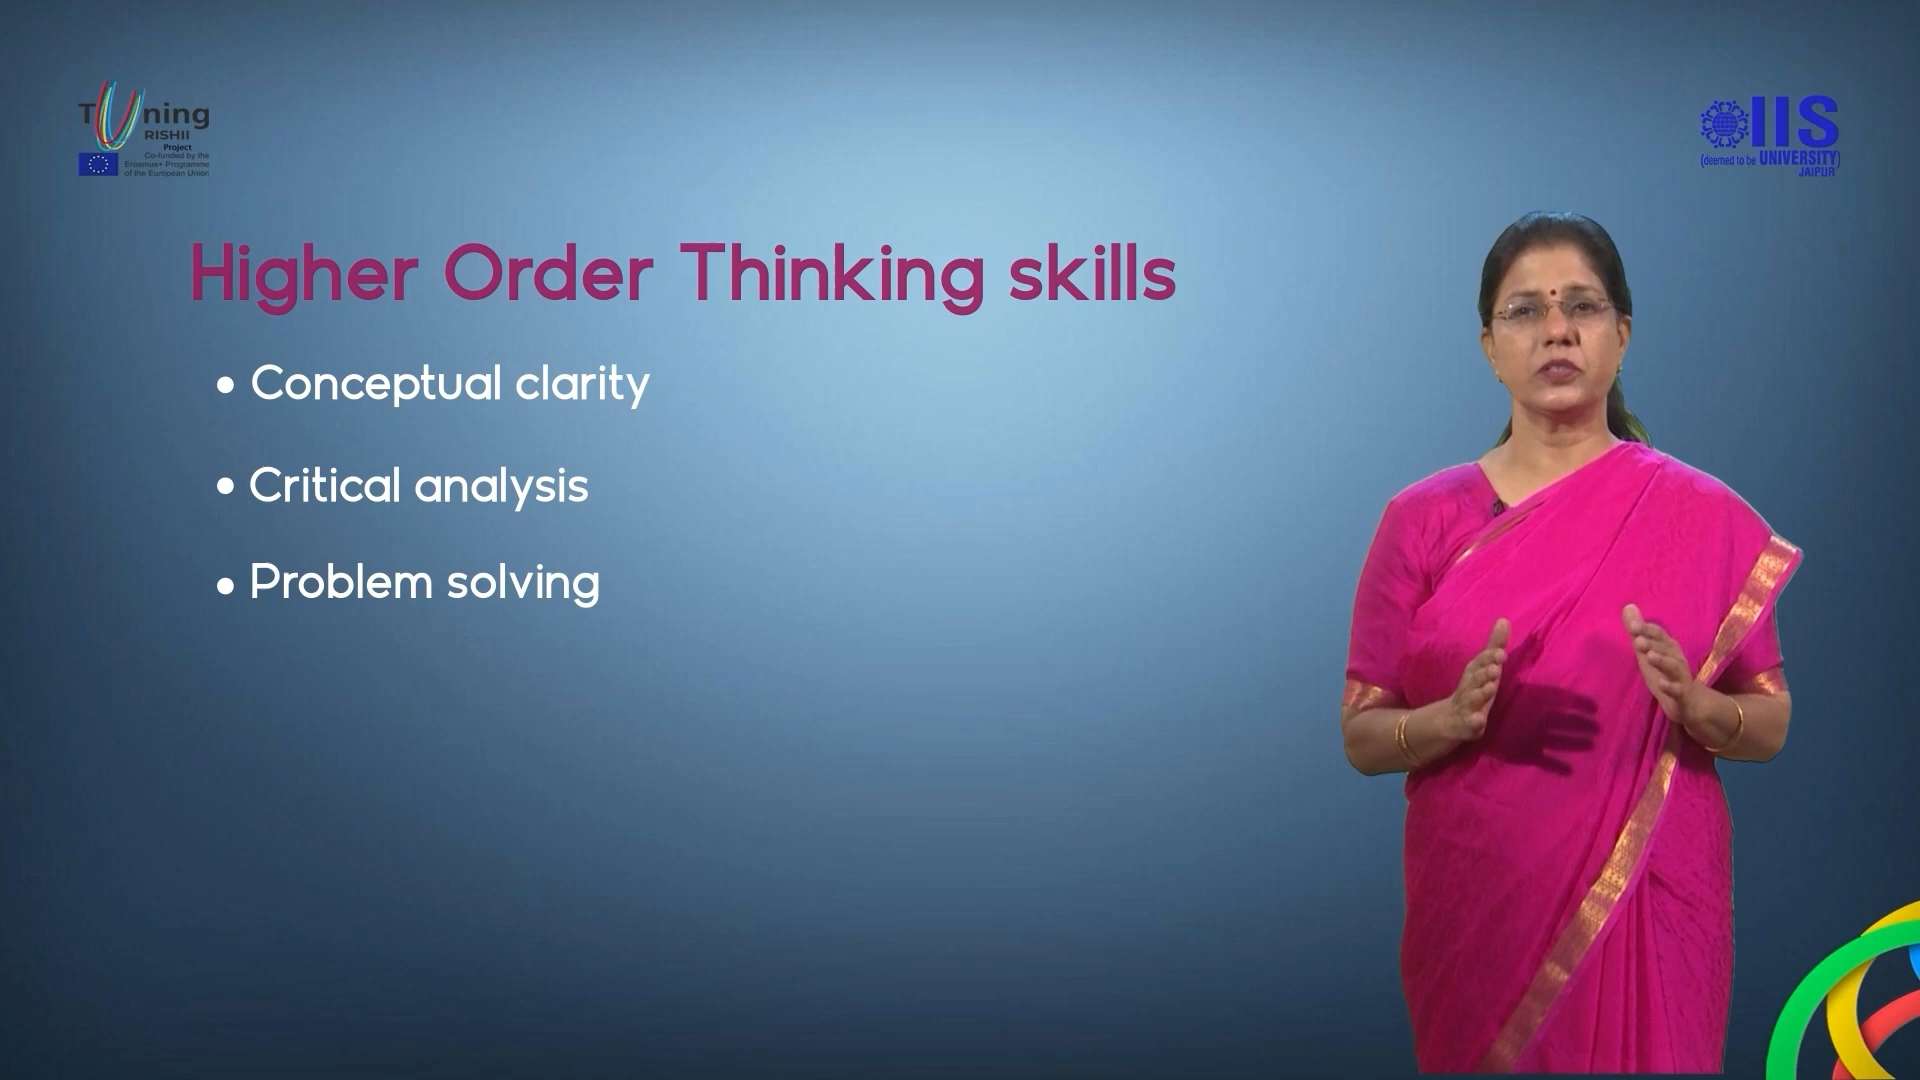 Tuning
RISHII
Project
Co-funded by the
Erasmus+ Programme
of the European Union
IIS
(deemed to be UNIVERSITY)
JAIPUR
Higher Order Thinking skills
• Conceptual clarity
• Critical analysis
• Problem solving